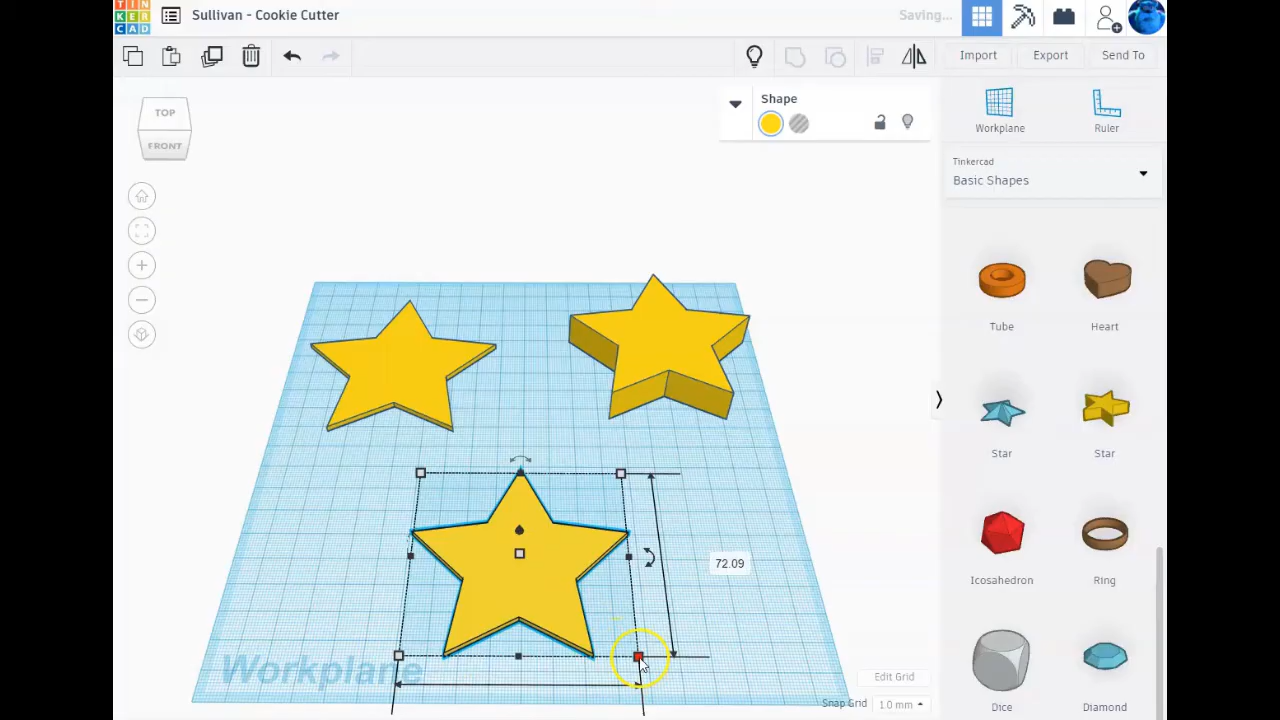 TIN
KER
CAD
Sullivan - Cookie Cutter
Saving...
Import
Export
Send To
TOP
FRONT
Shape
Workplane
Ruler
Tinkercad
Basic Shapes
Tube
Heart
Star
Star
72.09
Icosahedron
Ring
Workplane
Edit Grid
Snap Grid
1.0 mm
Dice
Diamond